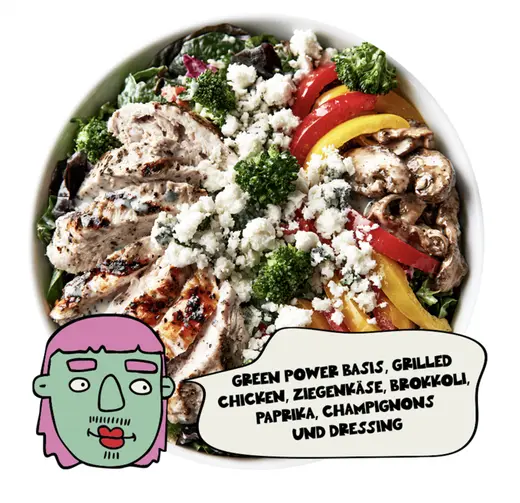 GREEN POWER BASIS, GRILLED
CHICKEN, ZIEGENKÄSE, BROKKOLI,
PAPRIKA, CHAMPIGNONS
UND DRESSING